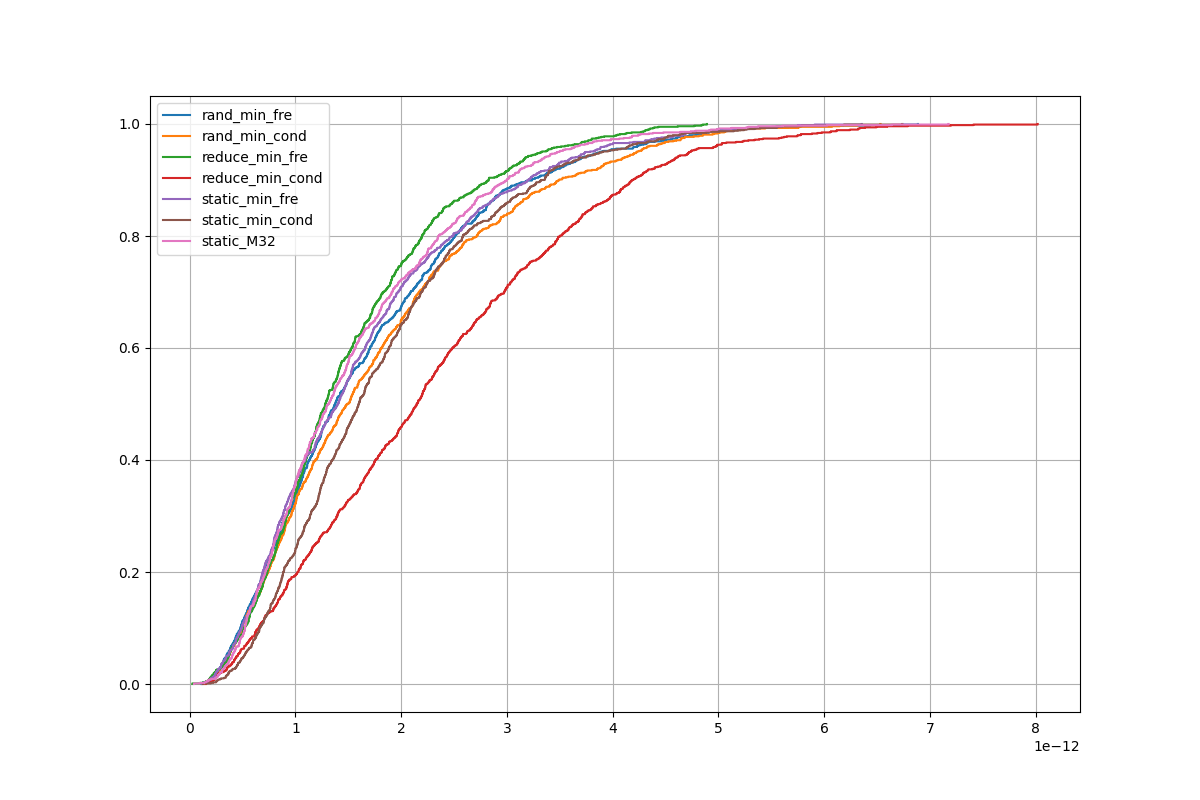 rand_min_fre
rand_min_cond
reduce_min_fre
reduce_min_cond
static_min_fre
static_min_cond
static_M32
1.0
0.8
0.6
0.4
0.2
0.0
0 1 2 3 4 5 6 7 8
1e−12